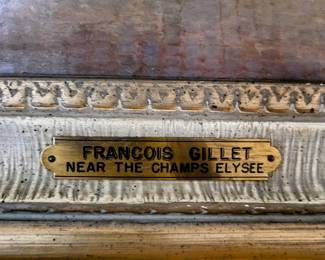 FRANCOIS GILLET
NEAR THE CHAMPS ELYSEE